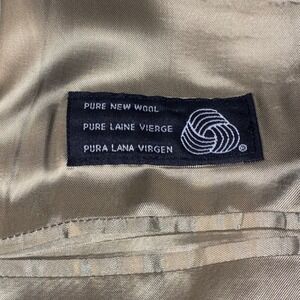 PURE NEW WOOL
PURE LAINE VIERGE
PURA LANA VIRGEN
®